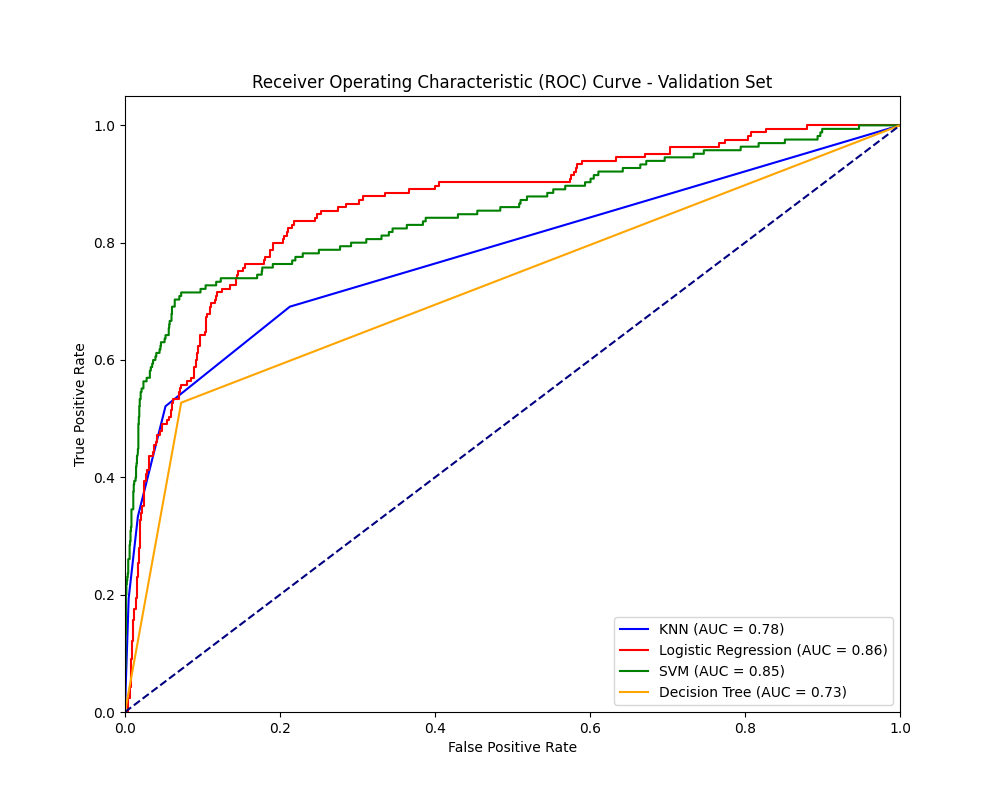 Receiver Operating Characteristic (ROC) Curve - Validation Set
1.0
0.8
0.6
0.4
0.2
0.0
True Positive Rate
0.0 0.2 0.4 0.6 0.8 1.0
False Positive Rate
KNN (AUC = 0.78)
Logistic Regression (AUC = 0.86)
SVM (AUC = 0.85)
Decision Tree (AUC = 0.73)